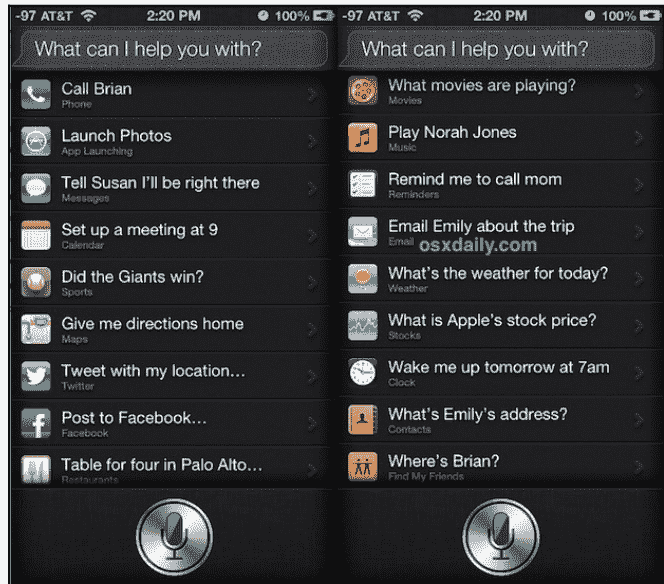 -97 AT&T 2:20 PM 100%
What can I help you with?
Call Brian
Phone
Launch Photos
App Launching
Tell Susan I'll be right there
Messages
Set up a meeting at 9
Calendar
Did the Giants win?
Sports
Give me directions home
Maps
Tweet with my location...
Twitter
Post to Facebook...
Facebook
Table for four in Palo Alto...
Restaurants
-97 AT&T 2:20 PM 100%
What can I help you with?
What movies are playing?
Movies
Play Norah Jones
Music
Remind me to call mom
Reminders
Email Emily about the trip
Email
osxdaily.com
What's the weather for today?
Weather
What is Apple's stock price?
Stocks
Wake me up tomorrow at 7am
Clock
What's Emily's address?
Contacts
Where's Brian?
Find My Friends